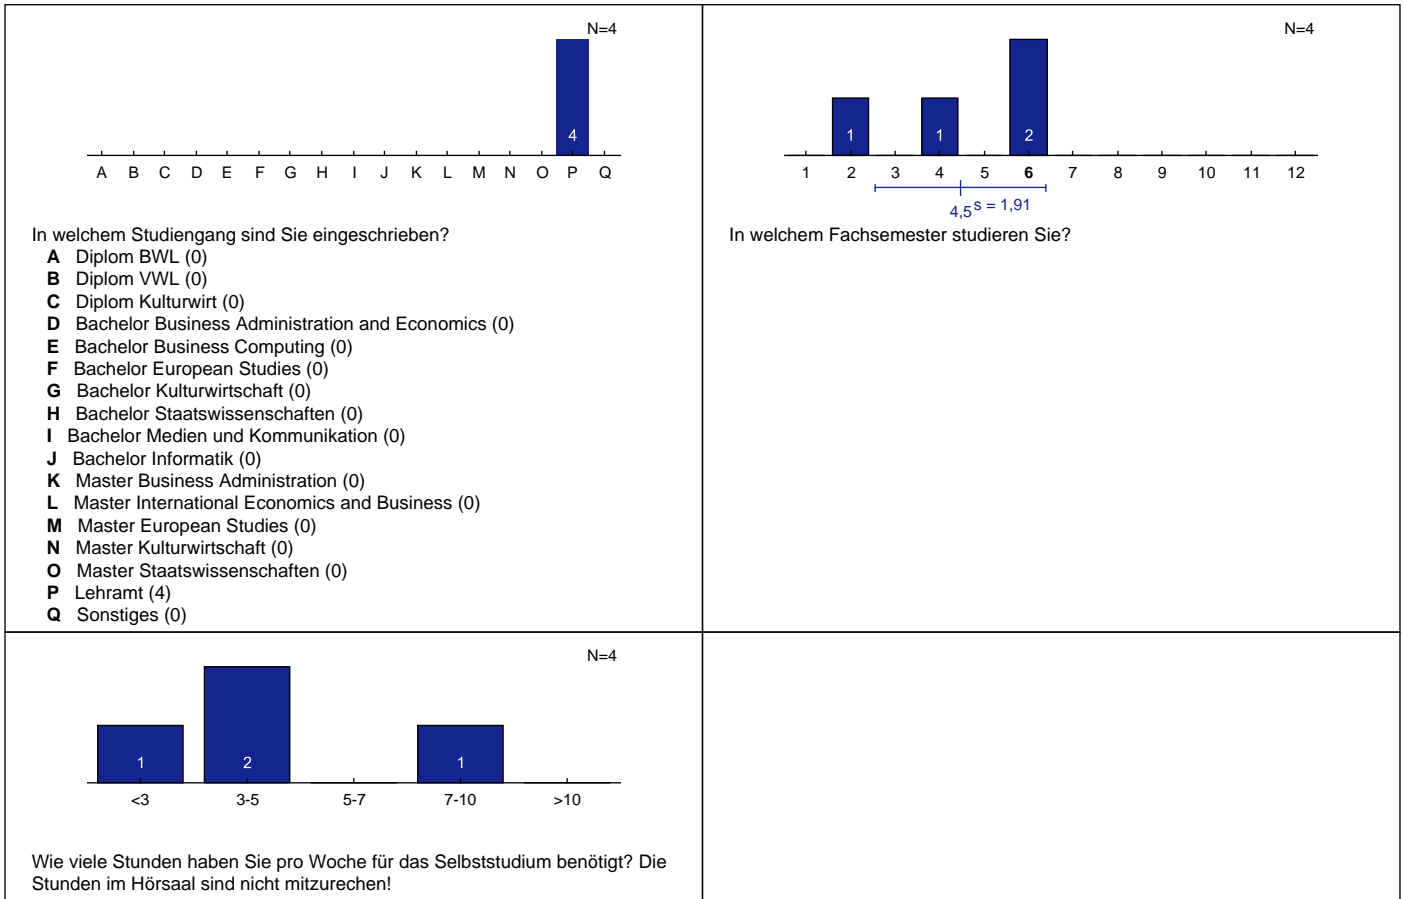 N=4
4
A B C D E F G H I J K L M N O P Q
In welchem Studiengang sind Sie eingeschrieben?
A Diplom BWL (0)
B Diplom VWL (0)
C Diplom Kulturwirt (0)
D Bachelor Business Administration and Economics (0)
E Bachelor Business Computing (0)
F Bachelor European Studies (0)
G Bachelor Kulturwirtschaft (0)
H Bachelor Staatswissenschaften (0)
I Bachelor Medien und Kommunikation (0)
J Bachelor Informatik (0)
K Master Business Administration (0)
L Master International Economics and Business (0)
M Master European Studies (0)
N Master Kulturwirtschaft (0)
O Master Staatswissenschaften (0)
P Lehramt (4)
Q Sonstiges (0)
N=4
1 1 2
1 2 3 4 5 6 7 8 9 10 11 12
4,5 s = 1,91
In welchem Fachsemester studieren Sie?
N=4
1 2 1
<3 3-5 5-7 7-10 >10
Wie viele Stunden haben Sie pro Woche für das Selbststudium benötigt? Die
Stunden im Hörsaal sind nicht mitzurechen!